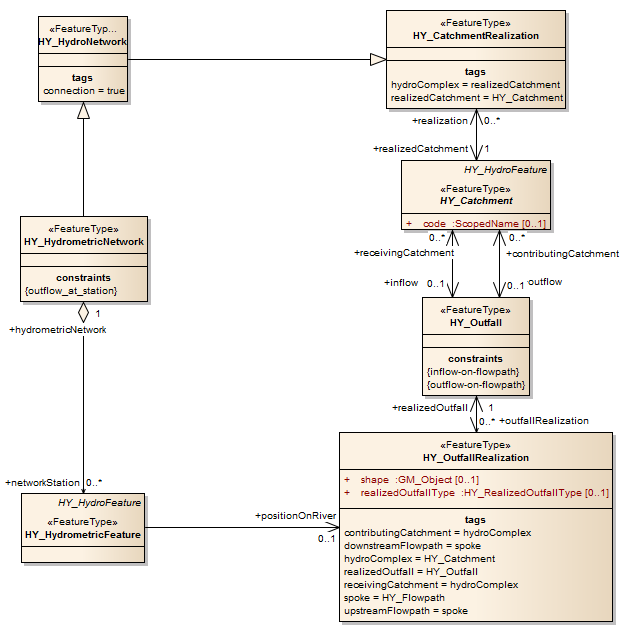 «FeatureTyp...
HY_HydroNetwork
tags
connection = true
«FeatureType»
HY_CatchmentRealization
tags
hydroComplex = realizedCatchment
realizedCatchment = HY_Catchment
+realization
0..*
+realizedCatchment
1
HY_HydroFeature
«FeatureType»
HY_Catchment
+ code :ScopedName [0..1]
0..*
0..*
+receivingCatchment
+contributingCatchment
+inflow
0..1
0..1
outflow
«FeatureType»
HY_HydrometricNetwork
constraints
{outflow_at_station}
1
+hydrometricNetwork
«FeatureType»
HY_Outfall
constraints
{inflow-on-flowpath}
{outflow-on-flowpath}
+realizedOutfall
1
0..*
+outfallRealization
«FeatureType»
HY_OutfallRealization
+ shape :GM_Object [0..1]
+ realizedOutfallType :HY_RealizedOutfallType [0..1]
tags
contributingCatchment = hydroComplex
downstreamFlowpath = spoke
hydroComplex = HY_Catchment
realizedOutfall = HY_Outfall
receivingCatchment = hydroComplex
spoke = HY_Flowpath
upstreamFlowpath = spoke
+networkStation
0..*
HY_HydroFeature
«FeatureType»
HY_HydrometricFeature
+positionOnRiver
0..1